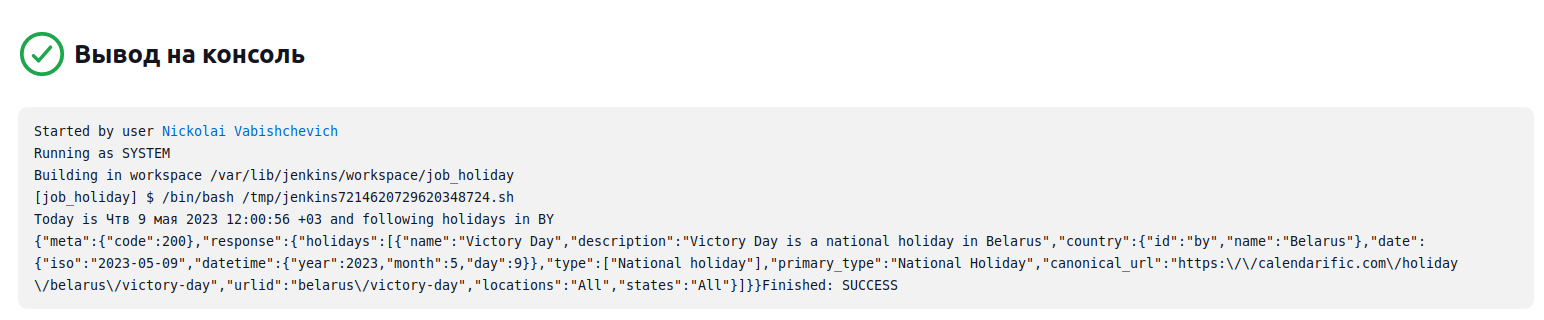 Вывод на консоль
Started by user Nickolai Vabishchevich
Running as SYSTEM
Building in workspace /var/lib/jenkins/workspace/job_holiday
[job_holiday] $ /bin/bash /tmp/jenkins7214620729620348724.sh
Today is Чтв 9 мая 2023 12:00:56 +03 and following holidays in BY
{"meta":{"code":200},"response":{"holidays":[{"name":"Victory Day","description":"Victory Day is a national holiday in Belarus","country":{"id":"by","name":"Belarus"},"date":
{"iso":"2023-05-09","datetime":{"year":2023,"month":5,"day":9}},"type":["National holiday"],"primary_type":"National Holiday","canonical_url":"https:\/\/calendarific.com\/holiday
\/belarus\/victory-day","urlid":"belarus\/victory-day","locations":"All","states":"All"}]}}Finished: SUCCESS